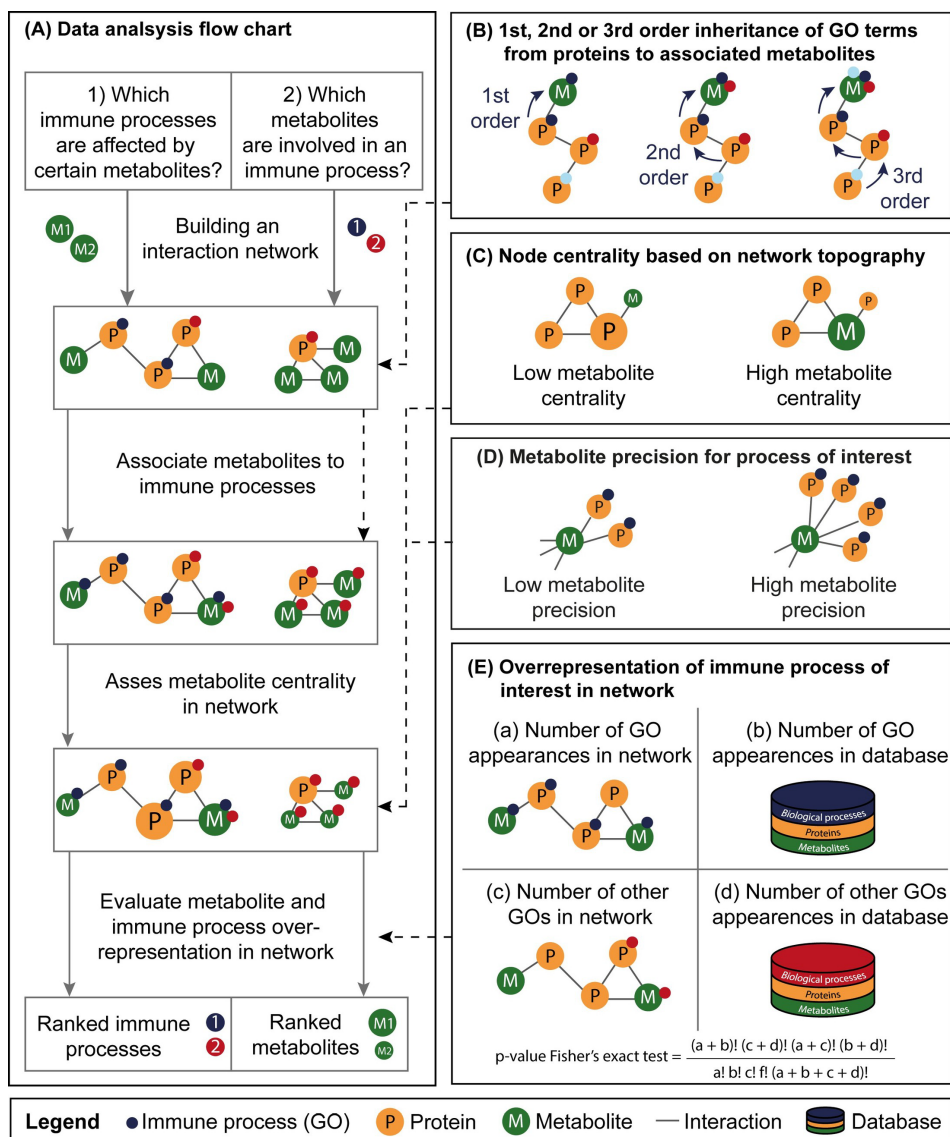 (A) Data analsysis flow chart
1) Which
immune processes
are affected by
certain metabolites?
2) Which
metabolites
are involved in an
immune process?
M1
M2
Building an
interaction network
1
2
M
P
P
P
M
P
M
M
M
Associate metabolites to
immune processes
M
P
P
P
M
P
M
M
M
Asses metabolite centrality
in network
M
P
P
P
M
P
M
M
M
Evaluate metabolite and
immune process over-
representation in network
Ranked immune
processes
1
2
Ranked
metabolites
M1
M2
(B) 1st, 2nd or 3rd order inheritance of GO terms
from proteins to associated metabolites
1st
order
M
P
P
P
2nd
order
M
P
P
P
3rd
order
M
P
P
P
(C) Node centrality based on network topography
P
P
P
M
Low metabolite
centrality
P
P
M
P
High metabolite
centrality
(D) Metabolite precision for process of interest
M
P
P
Low metabolite
precision
M
P
P
P
P
High metabolite
precision
(E) Overrepresentation of immune process of
interest in network
(a) Number of GO
appearances in network
M
P
P
P
M
(b) Number of GO
appearences in database
Biological processes
Proteins
Metabolites
(c) Number of other
GOs in network
M
P
P
P
M
(d) Number of other GOs
appearences in database
Biological processes
Proteins
Metabolites
p-value Fisher's exact test = (a + b)! (c + d)! (a + c)! (b + d)!
a! b! c! f! (a + b + c + d)!
Legend
Immune process (GO)
P Protein
M Metabolite
Interaction
Database